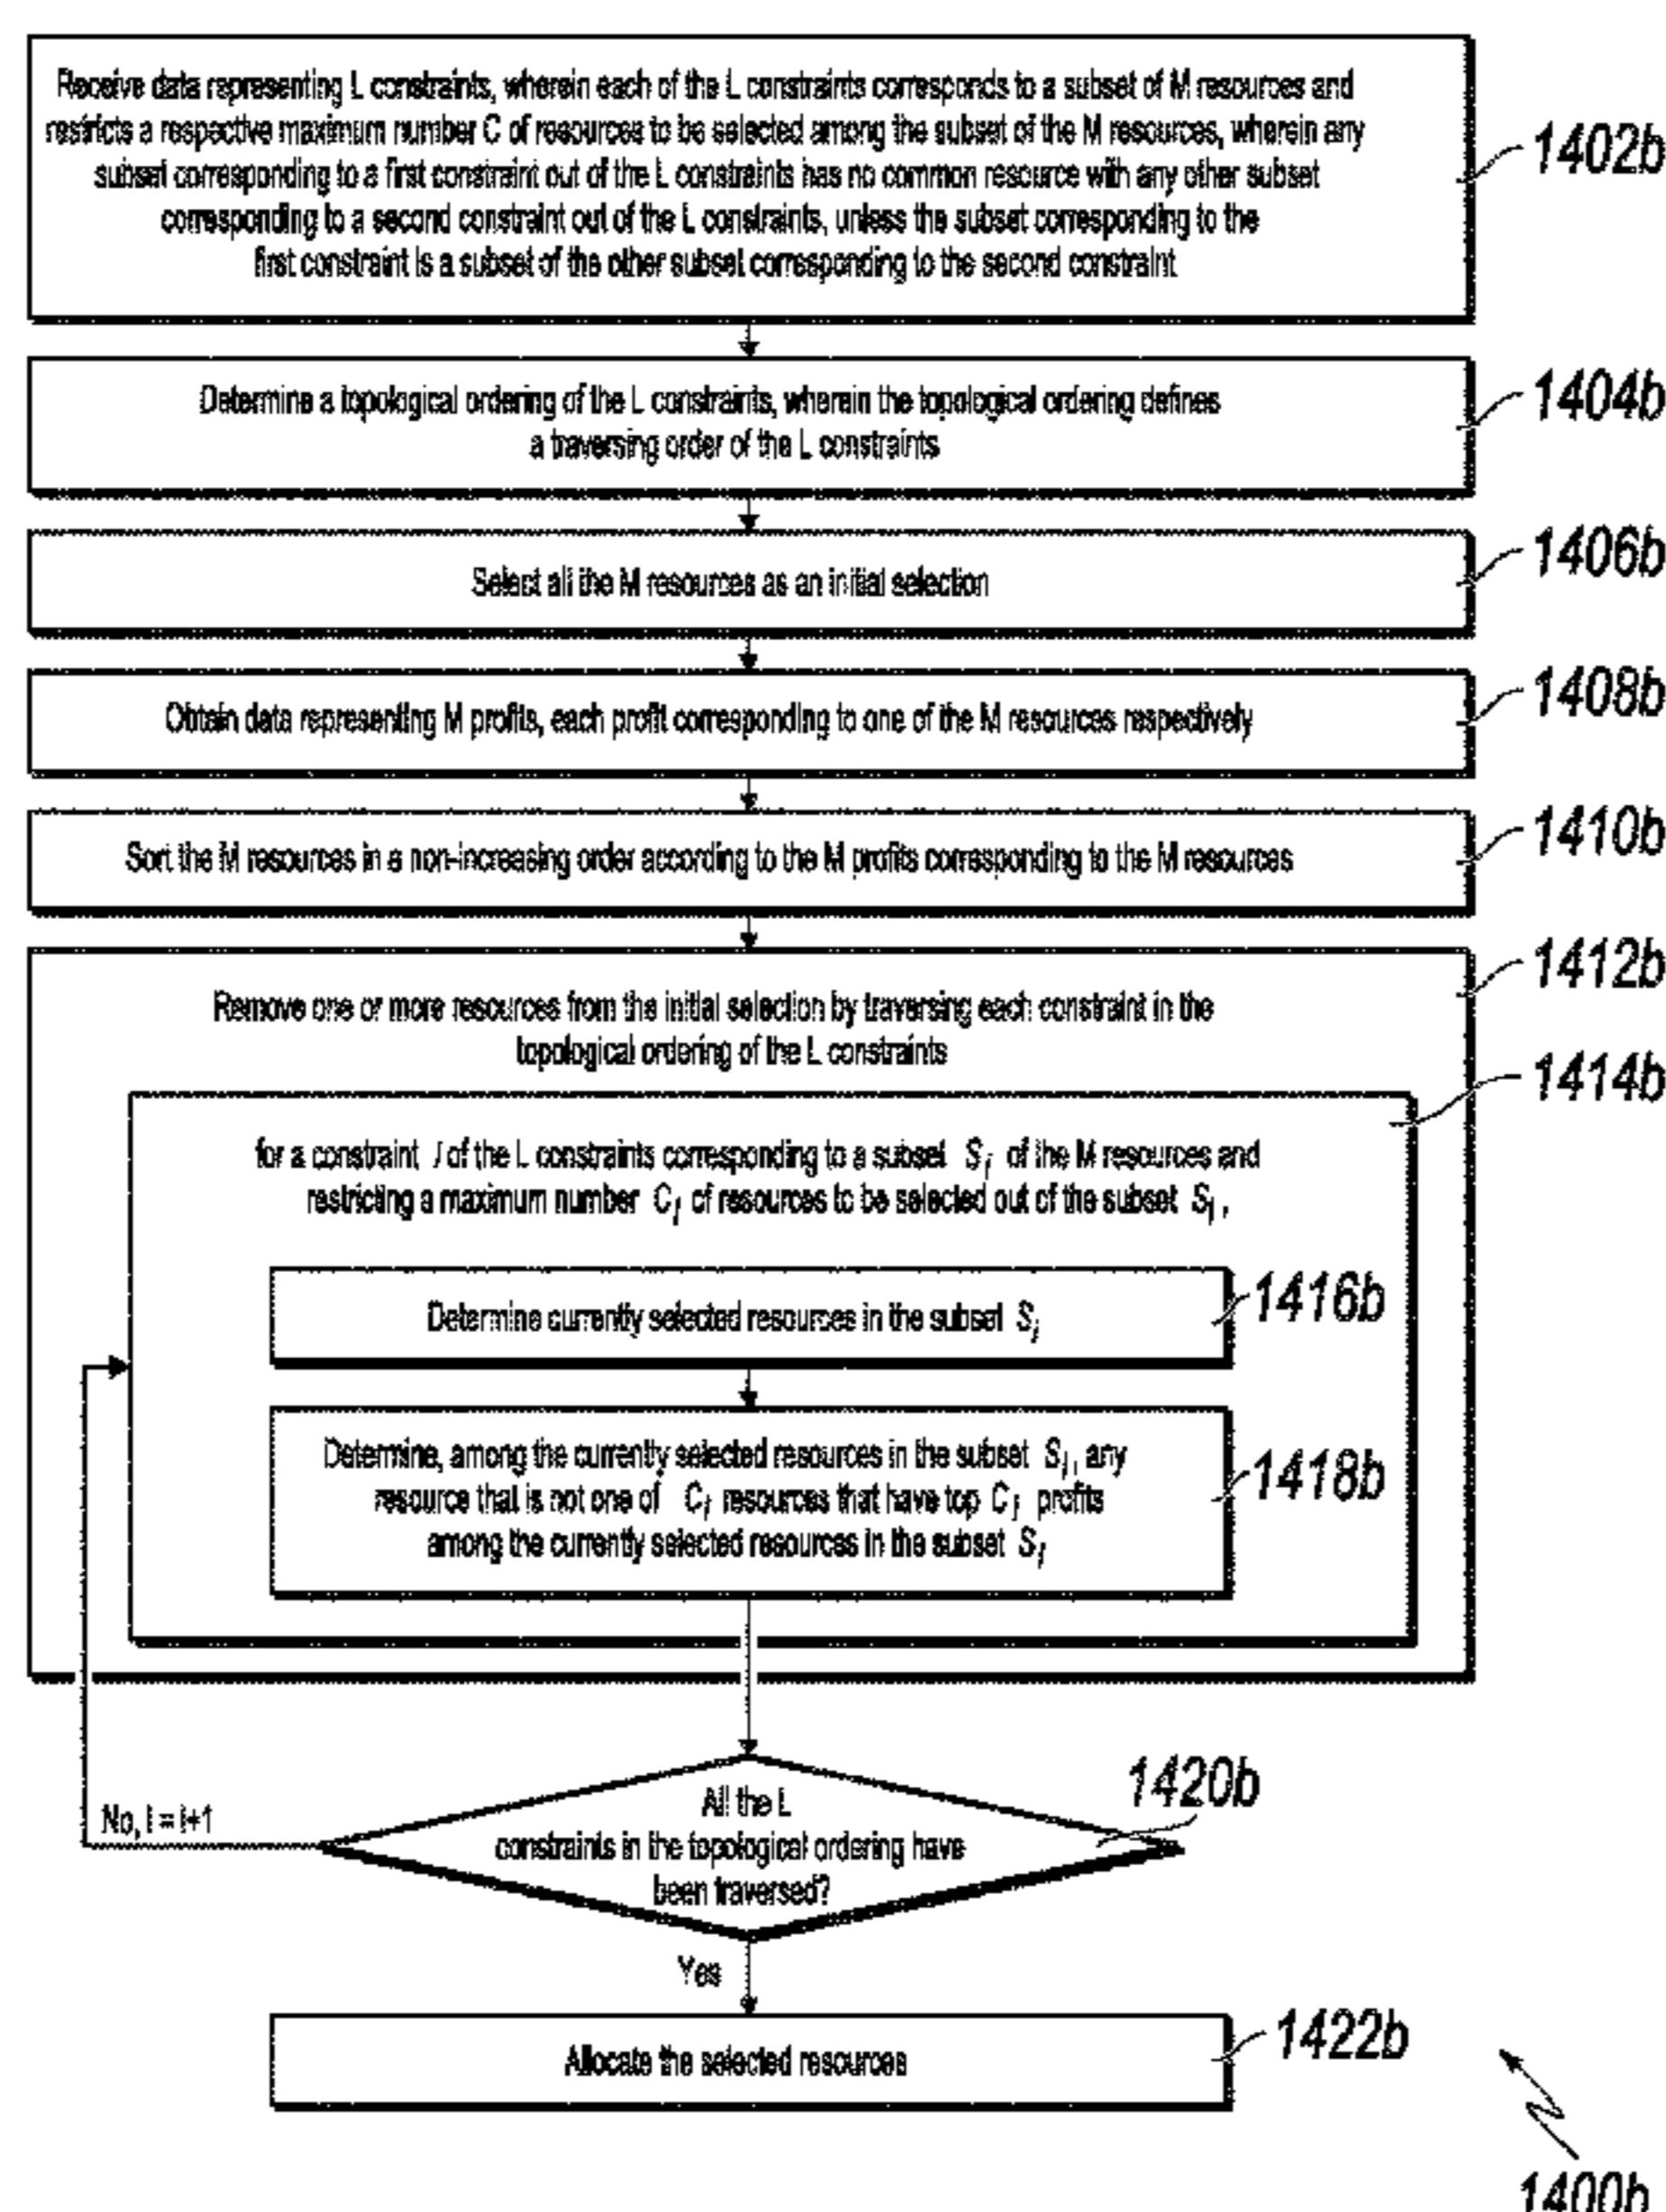 Receive data representing L constraints, wherein each of the L constraints corresponds to a subset of M resources and
restricts a respective maximum number C of resources to be selected among the subset of the M resources, wherein any
subset corresponding to a first constraint out of the L constraints has no common resource with any other subset
corresponding to a second constraint out of the L constraints, unless the subset corresponding to the
first constraint is a subset of the other subset corresponding to the second constraint
1402b
Determine a topological ordering of the L constraints, wherein the topological ordering defines
a traversing order of the L constraints
1404b
Select all the M resources as an initial selection
1406b
Obtain data representing M profits, each profit corresponding to one of the M resources respectively
1408b
Sort the M resources in a non-increasing order according to the M profits corresponding to the M resources
1410b
Remove one or more resources from the initial selection by traversing each constraint in the
topological ordering of the L constraints
1412b
for a constraint i of the L constraints corresponding to a subset Si of the M resources and
restricting a maximum number Ci of resources to be selected out of the subset Si,
1414b
Determine currently selected resources in the subset Si
1416b
Determine, among the currently selected resources in the subset Si, any
resource that is not one of Ci resources that have top Ci profits
among the currently selected resources in the subset Si
1418b
All the L
constraints in the topological ordering have
been traversed?
1420b
No, i = i+1
Yes
Allocate the selected resources
1422b
1400b